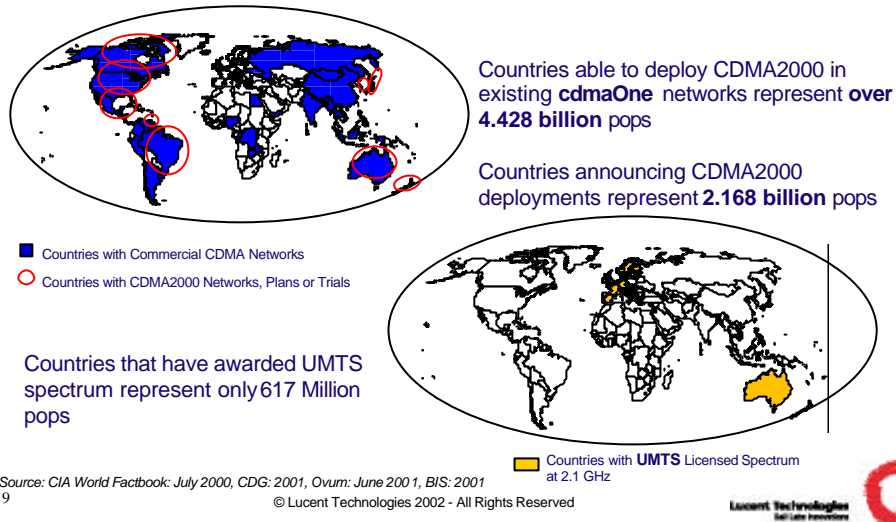 Countries able to deploy CDMA2000 in
existing cdmaOne networks represent over
4.428 billion pops
Countries announcing CDMA2000
deployments represent 2.168 billion pops
Countries with Commercial CDMA Networks
Countries with CDMA2000 Networks, Plans or Trials
Countries that have awarded UMTS
spectrum represent only 617 Million
pops
Countries with UMTS Licensed Spectrum
at 2.1 GHz
Source: CIA World Factbook: July 2000, CDG: 2001, Ovum: June 2001, BIS: 2001
9
© Lucent Technologies 2002 - All Rights Reserved
Lucent Technologies
Bell Labs Innovations